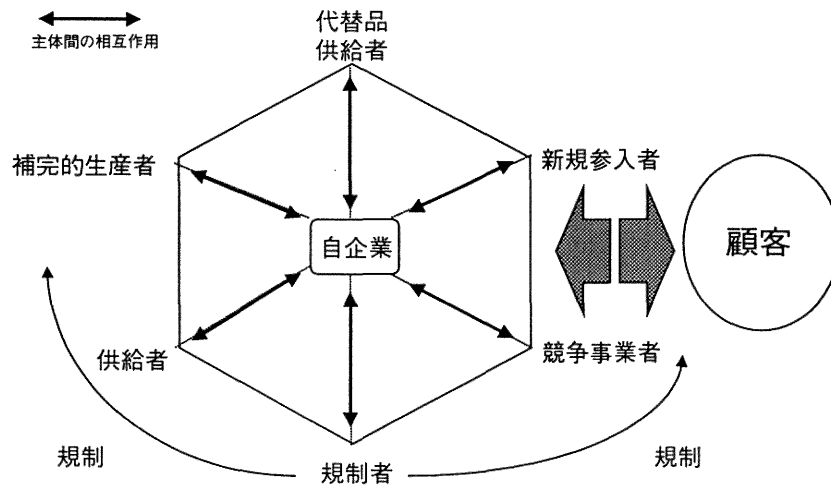 主体間の相互作用
代替品
供給者
補完的生産者
新規参入者
自企業
顧客
供給者
競争事業者
規制
規制者
規制